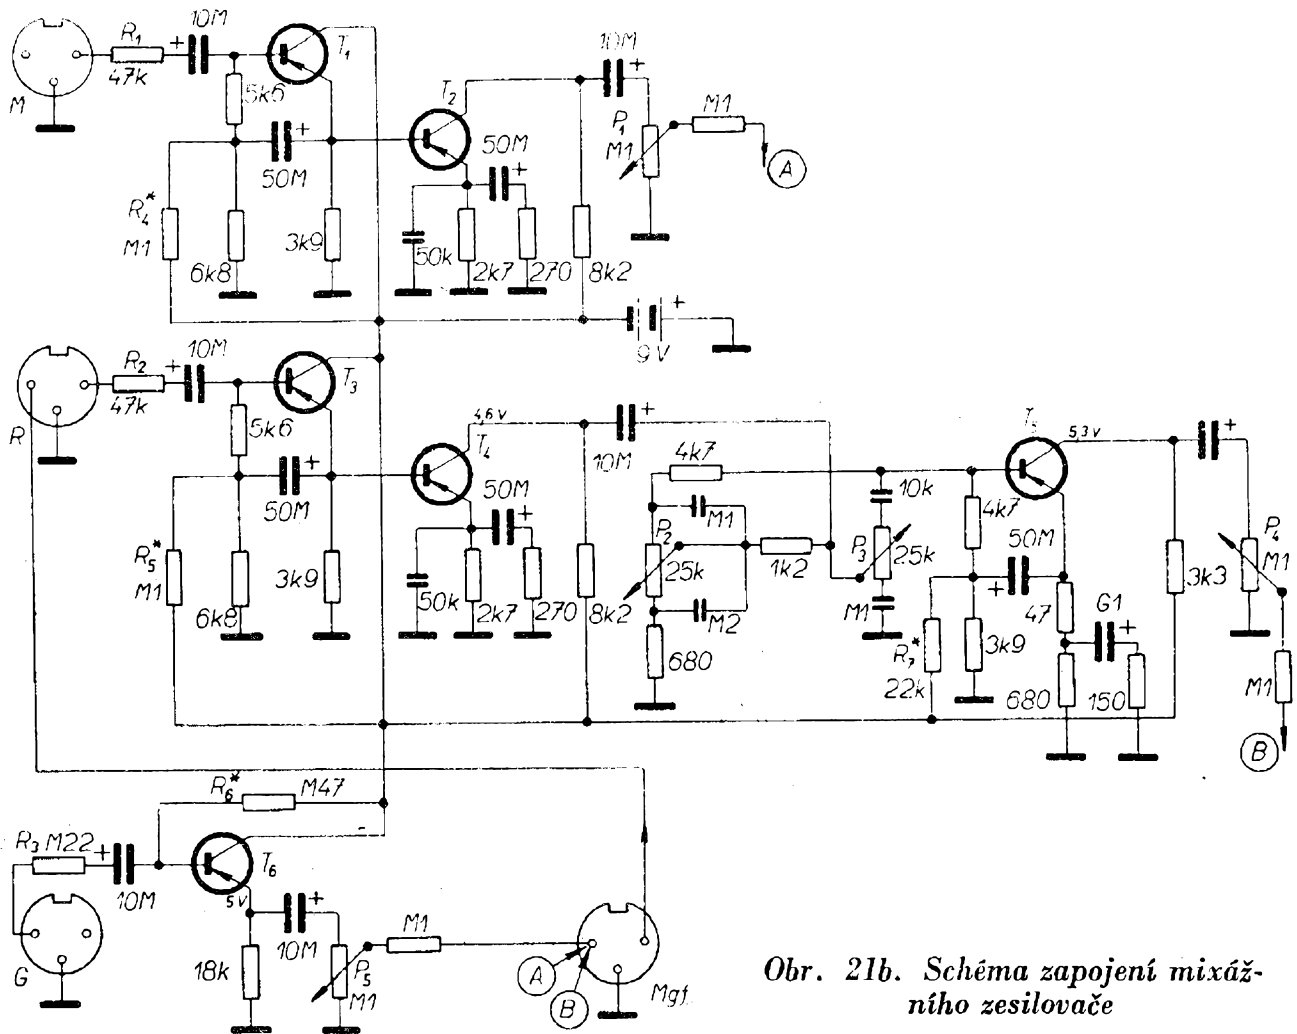 10M
R1
+
47k
T1
M
5k6
50M
+
R4*
M1
6k8
3k9
T2
50M
+
50k
2k7
270
8k2
10M
+
P1
M1
M1
A
9V
+
R2
+
10M
47k
T3
R
5k6
50M
+
R5*
M1
6k8
3k9
4,6 V
T4
50M
+
50k
2k7
270
8k2
10M
+
4k7
M1
P2
25k
M2
680
1k2
10k
P3
25k
M1
4k7
T5
5,3 V
50M
+
R7*
22k
3k9
47
G1
+
680
150
3k3
+
P4
M1
M1
B
R6*
M47
R3 M22
+
10M
T6
5V
G
18k
10M
+
P5
M1
M1
A
B
Mgf.
Obr. 21b. Schéma zapojení mixáž-
ního zesilovače